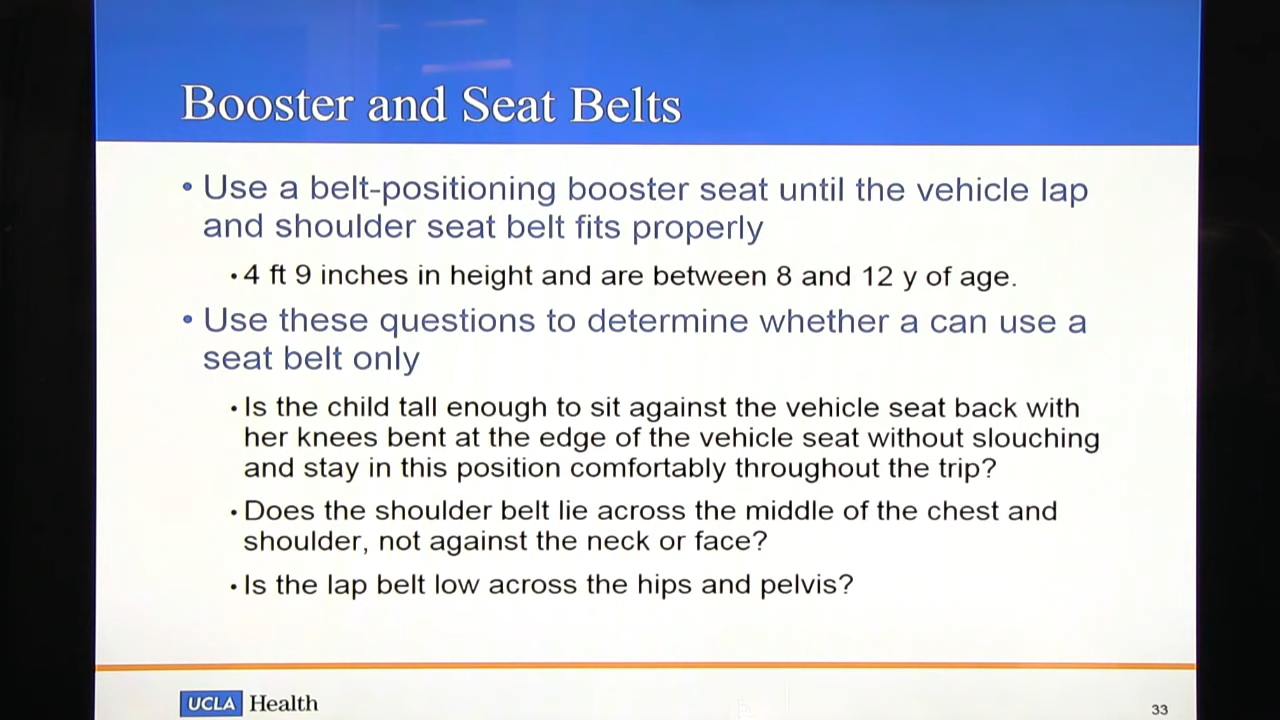 Booster and Seat Belts
• Use a belt-positioning booster seat until the vehicle lap
and shoulder seat belt fits properly
• 4 ft 9 inches in height and are between 8 and 12 y of age.
• Use these questions to determine whether a can use a
seat belt only
• Is the child tall enough to sit against the vehicle seat back with
her knees bent at the edge of the vehicle seat without slouching
and stay in this position comfortably throughout the trip?
• Does the shoulder belt lie across the middle of the chest and
shoulder, not against the neck or face?
• Is the lap belt low across the hips and pelvis?
UCLA Health
33